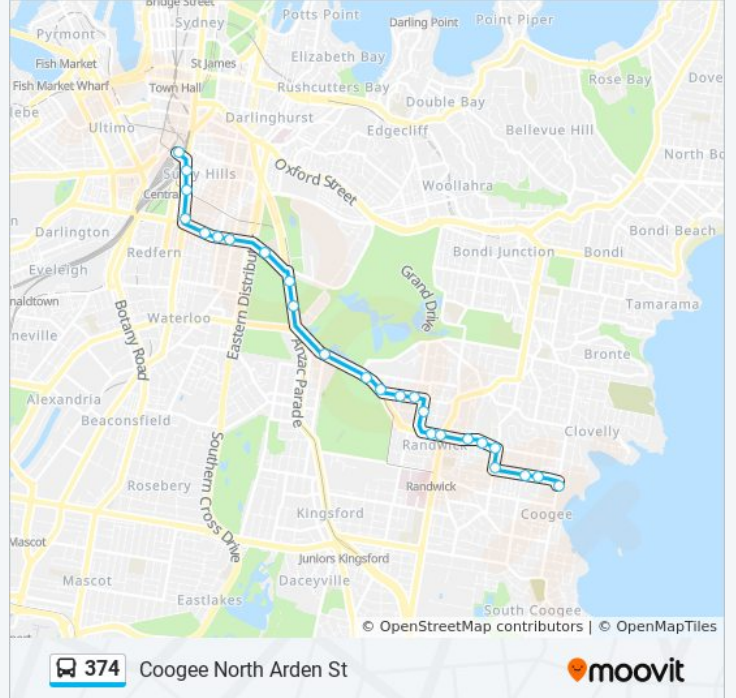 Bridge Street
Potts Point
Sydney
Darling Point
Point Piper
Pyrmont
Fish Market
St James
Elizabeth Bay
Rose Bay
Dove
Fish Market Wharf
Town Hall
Rushcutters Bay
Double Bay
lebe
Darlinghurst
Ultimo
Edgecliff
Bellevue Hill
North Bo
Oxford Street
Surry Hills
Woollahra
Central
n
Darlington
Bondi Beach
Redfern
Bondi Junction
Bondi
Eveleigh
Eastern Distribut
Grand Drive
naldtown
Botany Road
Tamarama
Waterloo
neville
Anzac Parade
Bronte
Alexandria
Beaconsfield
Clovelly
Southern Cross Drive
Randwick
Rosebery
Randwick
Kingsford
Coogee
Mascot
Juniors Kingsford
Mascot
Daceyville
Eastlakes
South Coogee
© OpenStreetMap contributors | © OpenMapTiles
374 Coogee North Arden St
moovit